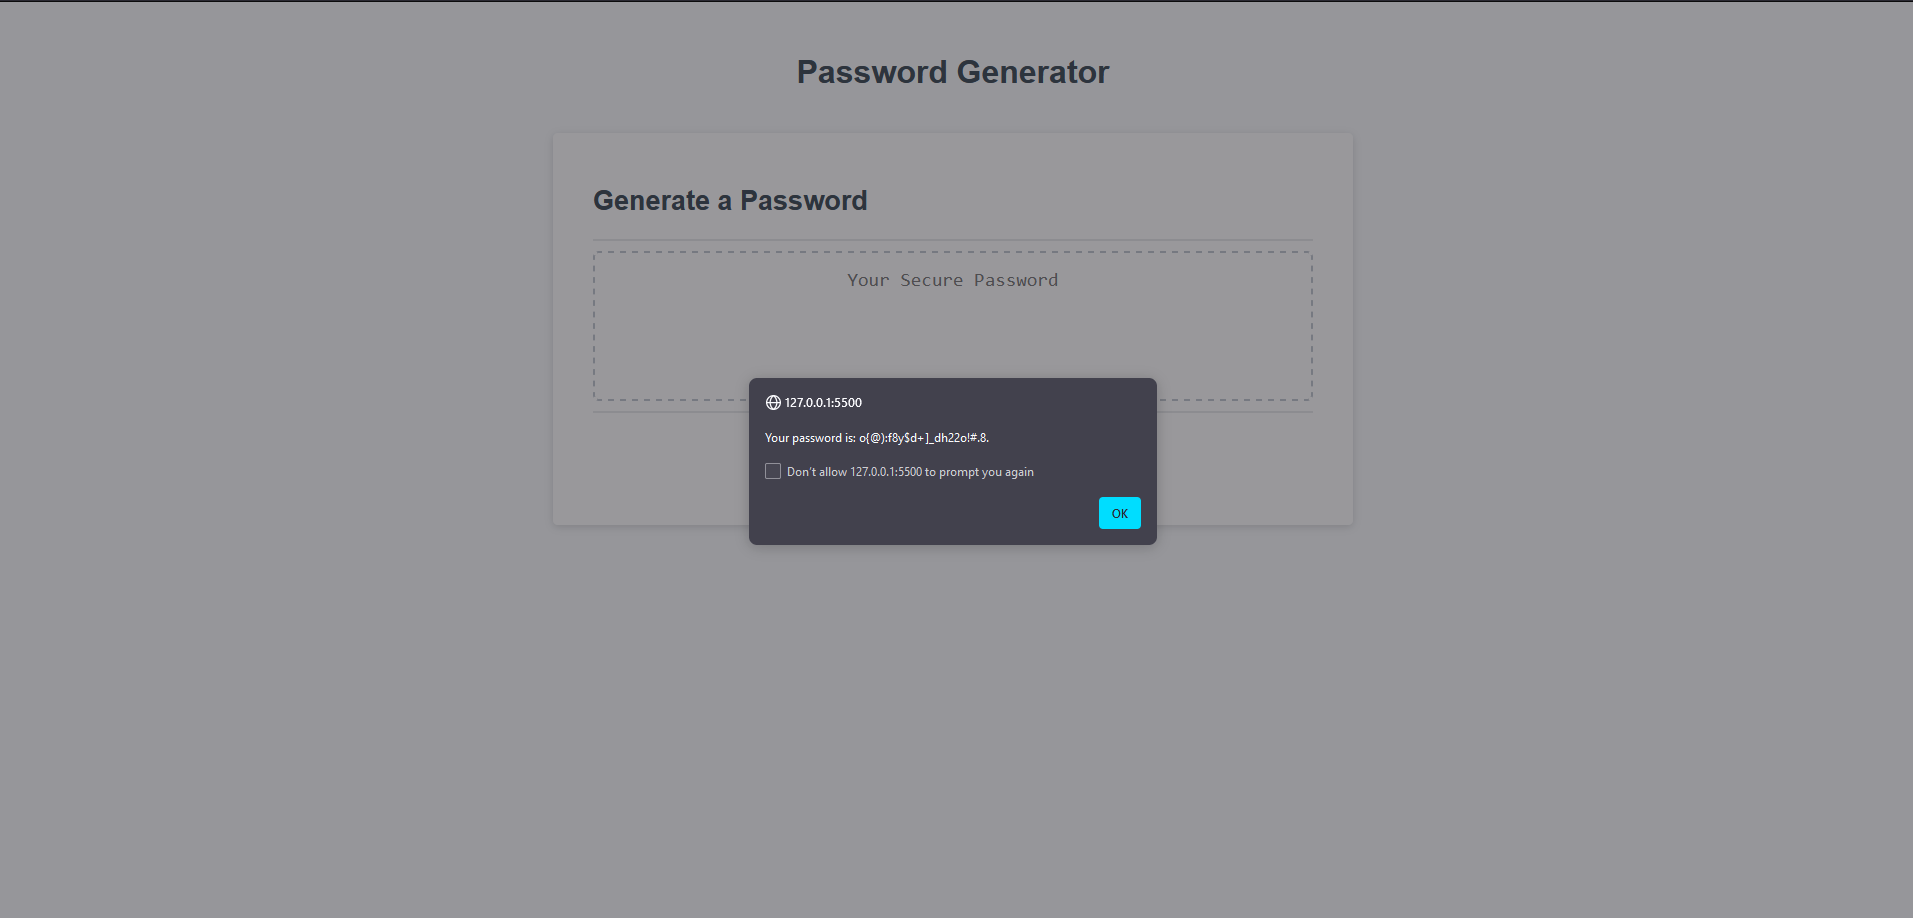 Password Generator
Generate a Password
Your Secure Password
127.0.0.1:5500
Your password is: o{@):f8y$d+]_dh22o!#.8.
Don't allow 127.0.0.1:5500 to prompt you again
OK